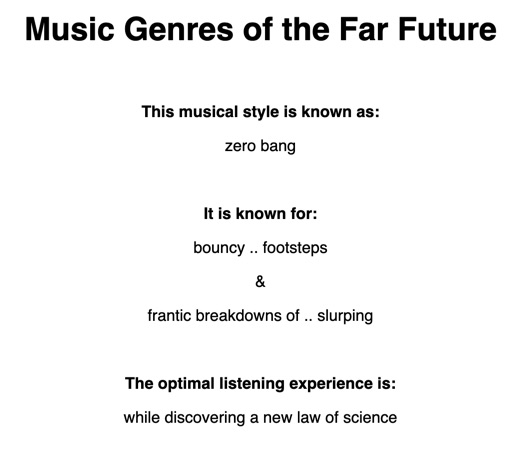 Music Genres of the Far Future
This musical style is known as:
zero bang
It is known for:
bouncy .. footsteps
&
frantic breakdowns of .. slurping
The optimal listening experience is:
while discovering a new law of science